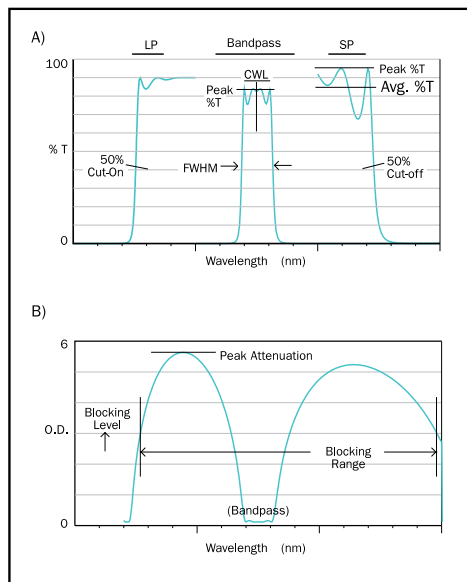 A)
LP
Bandpass
SP
CWL
Peak %T
Peak
%T
Avg. %T
100
% T
50%
Cut-On
FWHM
50%
Cut-off
0
Wavelength (nm)
B)
6
Peak Attenuation
Blocking
Level
O.D.
Blocking
Range
(Bandpass)
0
Wavelength (nm)